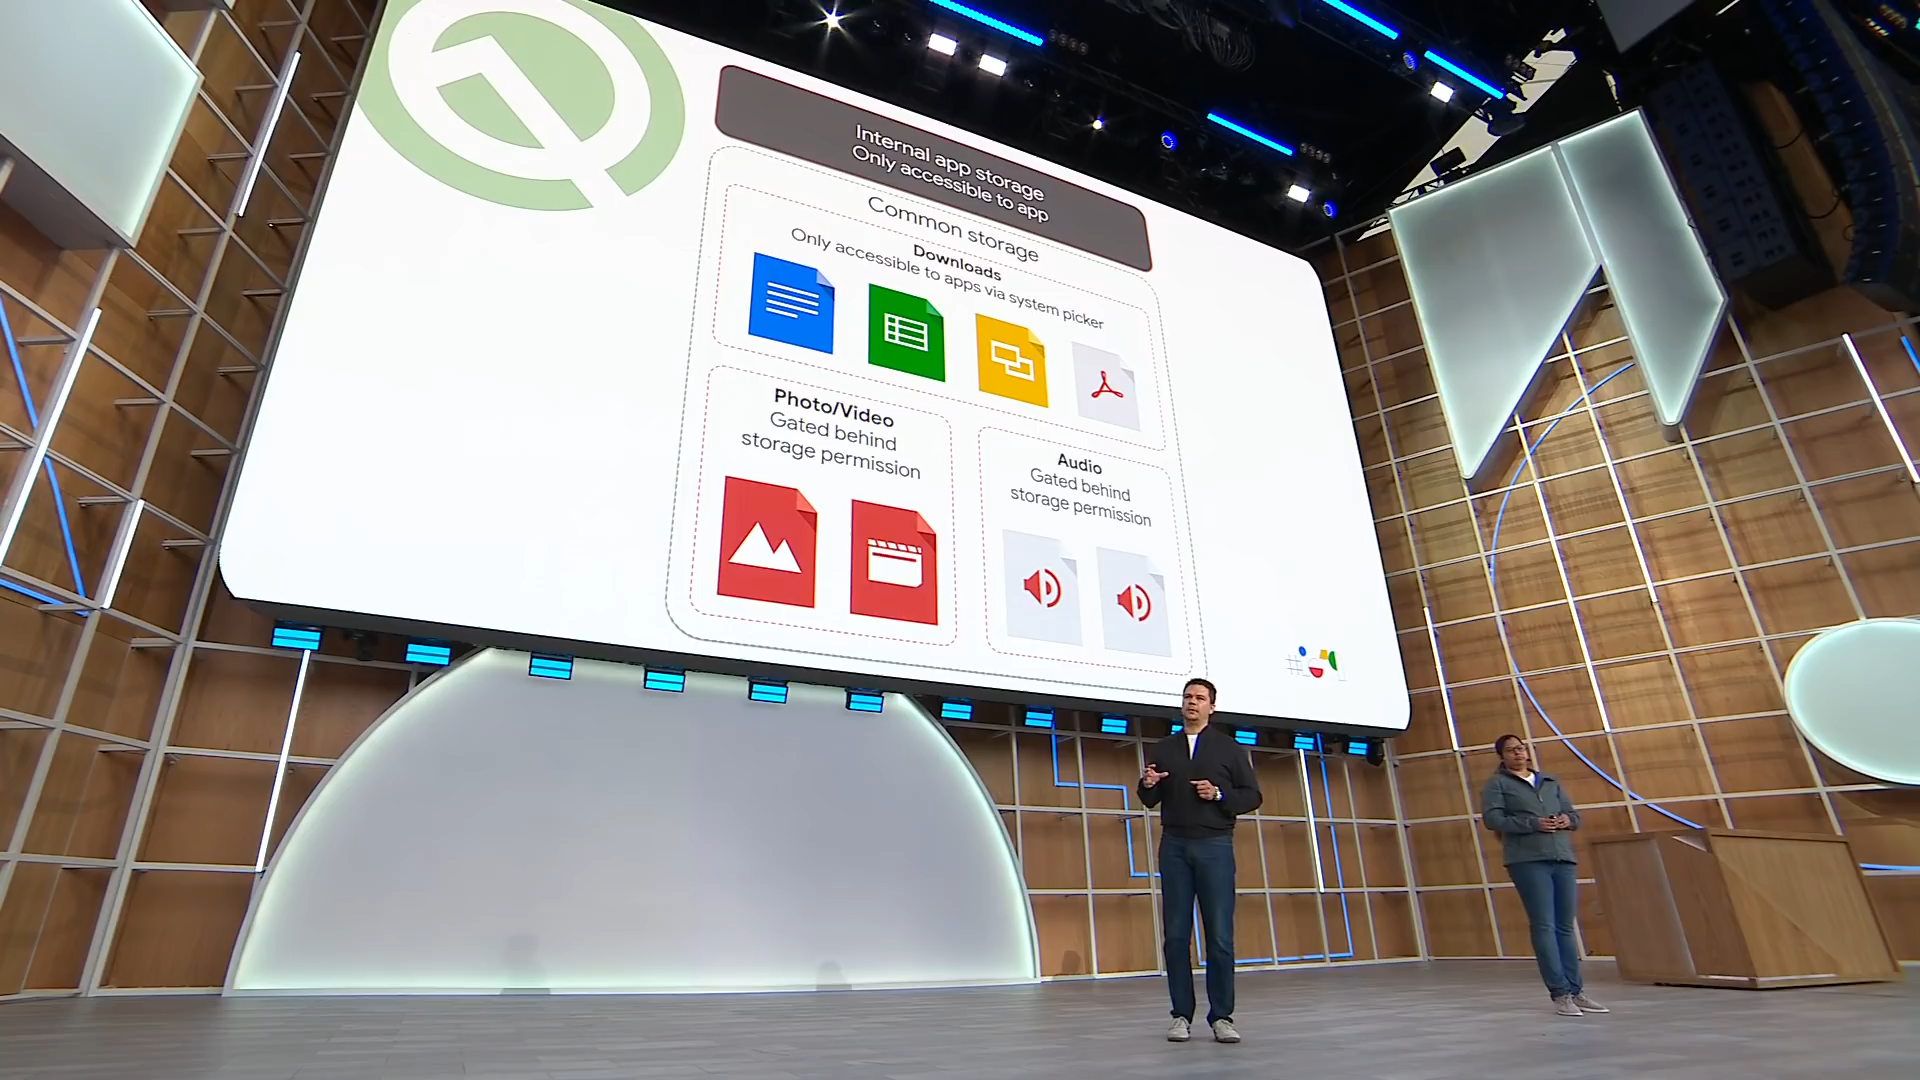 Internal app storage
Only accessible to app
Common storage
Downloads
Only accessible to apps via system picker
Photo/Video
Gated behind
storage permission
Audio
Gated behind
storage permission